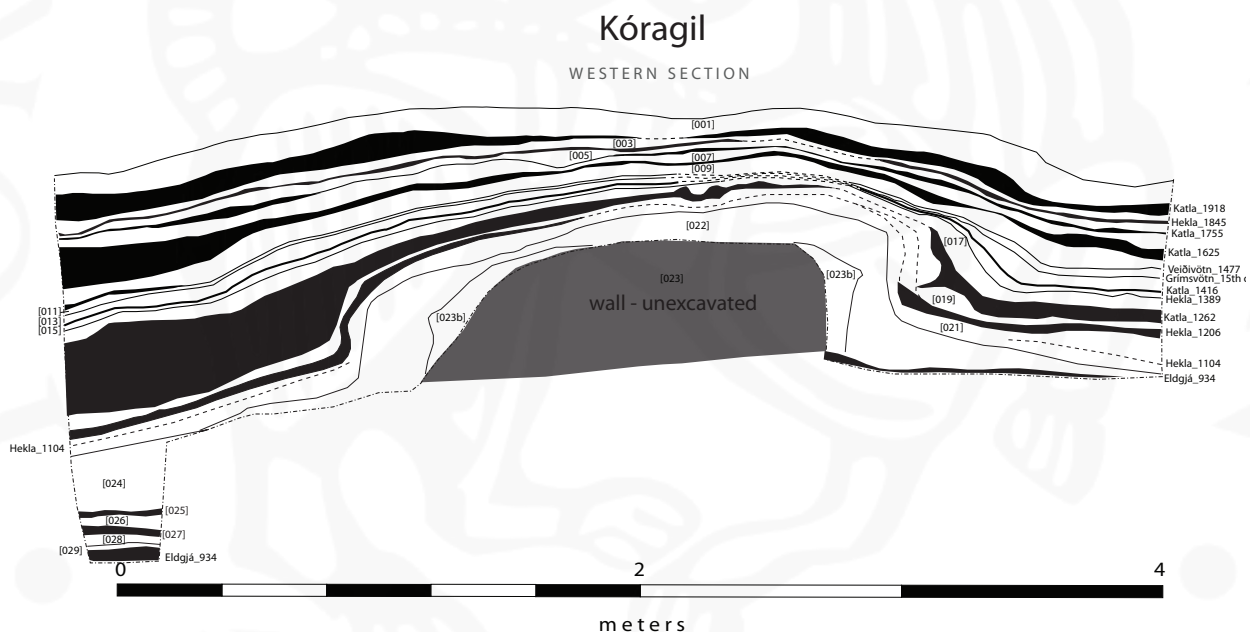 Kóragil
WESTERN SECTION
[001]
[003]
[005]
[007]
[009]
[022]
[017]
[023]
[023b]
wall - unexcavated
[023b]
[019]
[021]
[011]
[013]
[015]
Katla_1918
Hekla_1845
Katla_1755
Katla_1625
Veiðivötn_1477
Grímsvötn_15th c
Katla_1416
Hekla_1389
Katla_1262
Hekla_1206
Hekla_1104
Eldgjá_934
Hekla_1104
[024]
[025]
[026]
[027]
[028]
[029]
Eldgjá_934
0 2 4
meters